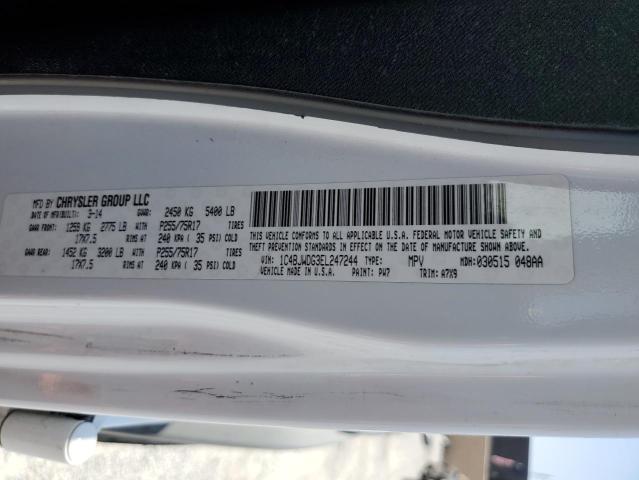 MFD BY CHRYSLER GROUP LLC
DATE OF MFR(BUILT): 3-14 GVWR: 2450 KG 5400 LB
GAWR FRONT 1259 KG 2775 LB WITH P255/75R17 TIRES
17X7.5 RIMS AT 240 KPA ( 35 PSI) COLD
GAWR REAR 1452 KG 3200 LB WITH P255/75R17 TIRES
17X7.5 RIMS AT 240 KPA ( 35 PSI) COLD
THIS VEHICLE CONFORMS TO ALL APPLICABLE U.S.A. FEDERAL MOTOR VEHICLE SAFETY AND
THEFT PREVENTION STANDARDS IN EFFECT ON THE DATE OF MANUFACTURE SHOWN ABOVE.
VIN: 1C4BJWDG3EL247244 TYPE: MPV MDH: 030515 048AA
VEHICLE MADE IN U.S.A. PAINT: PW7 TRIM: A7X9